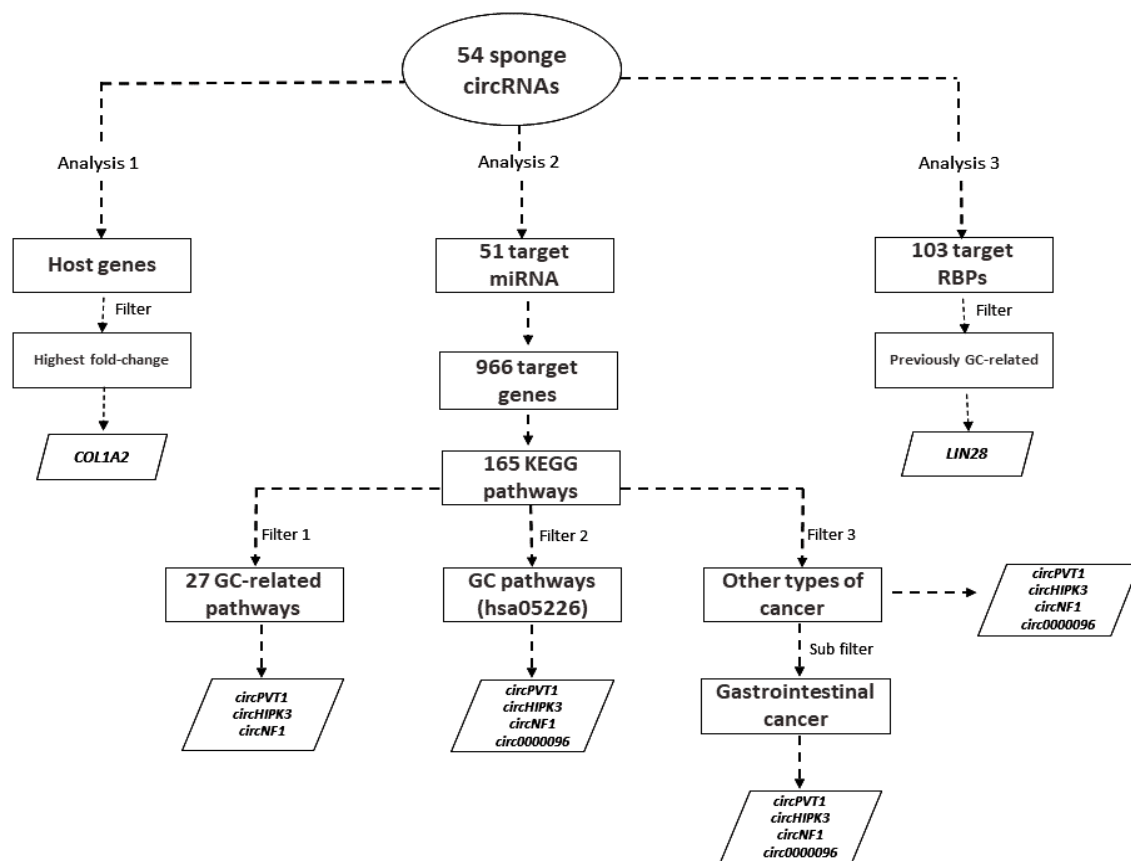 54 sponge
circRNAs
Analysis 1
Analysis 2
Analysis 3
Host genes
51 target
miRNA
103 target
RBPs
Filter
Filter
Highest fold-change
966 target
genes
Previously GC-related
COL1A2
165 KEGG
pathways
LIN28
Filter 1
Filter 2
Filter 3
27 GC-related
pathways
GC pathways
(hsa05226)
Other types of
cancer
circPVT1
circHIPK3
circNF1
circ0000096
Sub filter
circPVT1
circHIPK3
circNF1
circPVT1
circHIPK3
circNF1
circ0000096
Gastrointestinal
cancer
circPVT1
circHIPK3
circNF1
circ0000096